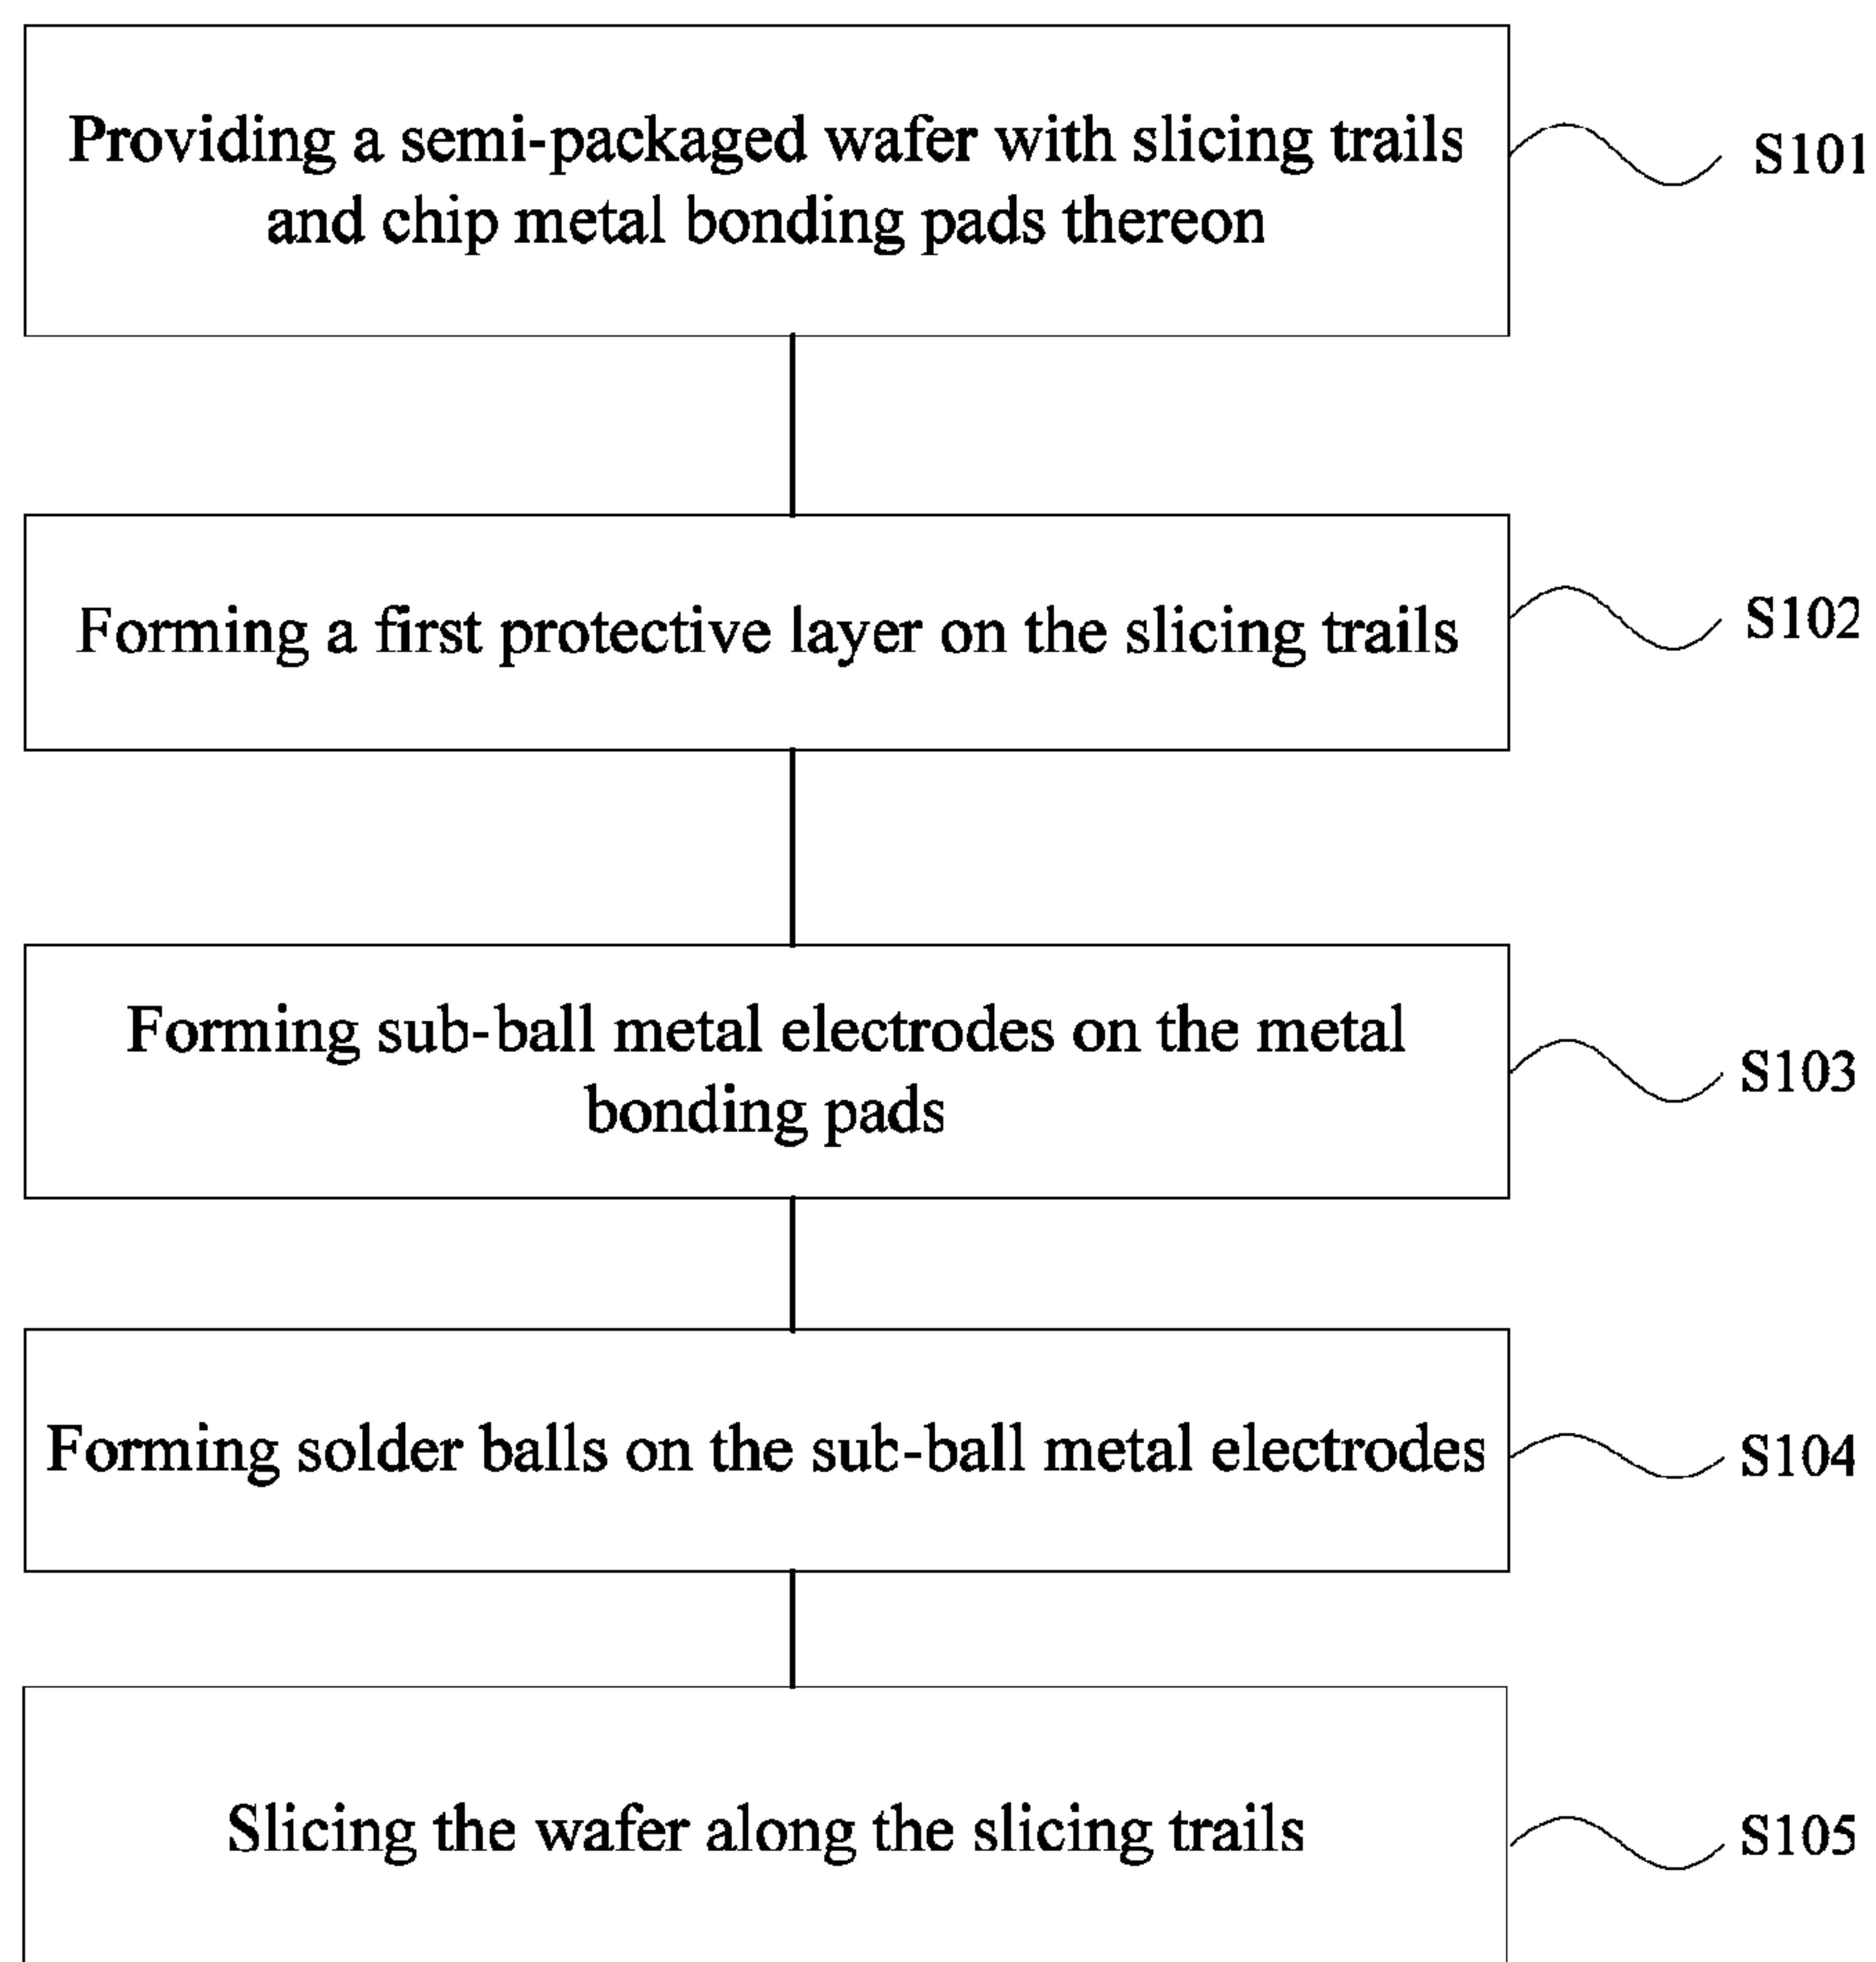 Providing a semi-packaged wafer with slicing trails
and chip metal bonding pads thereon
S101
Forming a first protective layer on the slicing trails
S102
Forming sub-ball metal electrodes on the metal
bonding pads
S103
Forming solder balls on the sub-ball metal electrodes
S104
Slicing the wafer along the slicing trails
S105